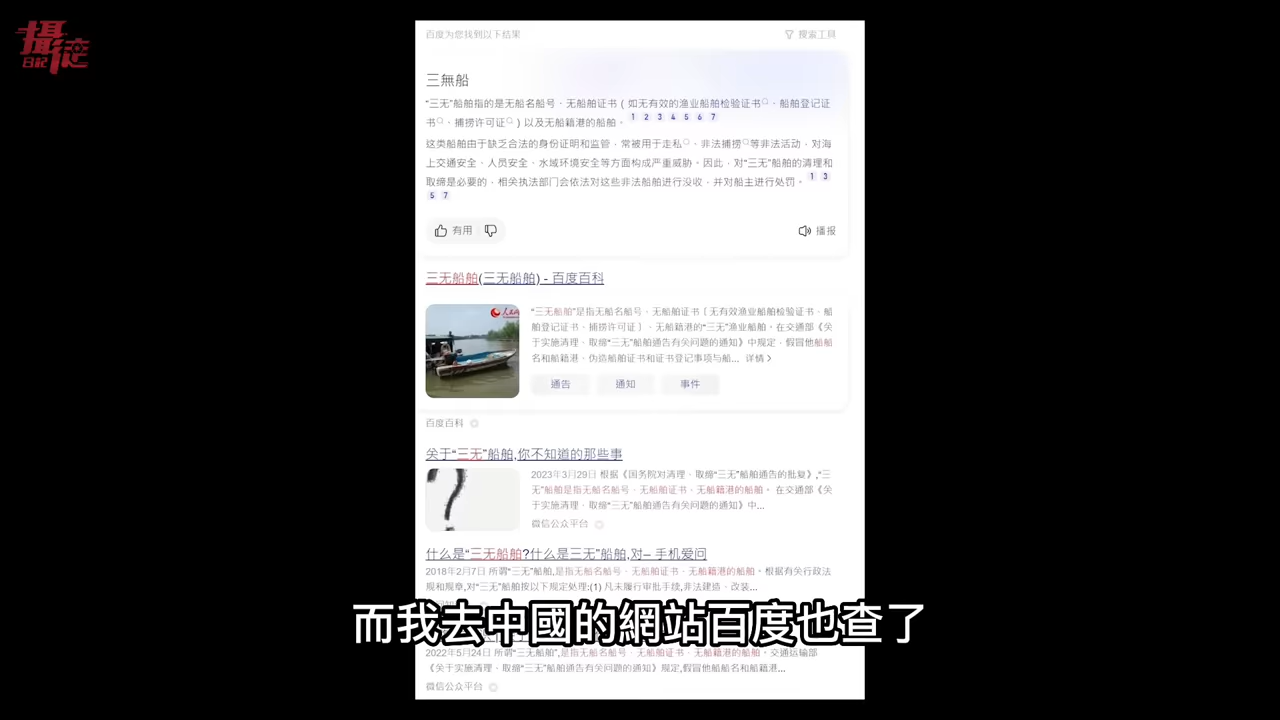 攝徒
日記
百度为您找到以下结果
搜索工具
三無船
“三无”船舶指的是无船名船号、无船舶证书（如无有效的渔业船舶检验证书、船舶登记证
书、捕捞许可证）以及无船籍港的船舶。 1 2 3 4 5 6 7
这类船舶由于缺乏合法的身份证明和监管，常被用于走私、非法捕捞等非法活动，对海
上交通安全、人员安全、水域环境安全等方面构成严重威胁。因此，对“三无”船舶的清理和
取缔是必要的，相关执法部门会依法对这些非法船舶进行没收，并对船主进行处罚。 1 3
5 7
有用
播报
三无船舶(三无船舶) - 百度百科
人民网
“三无船舶”是指无船名船号、无船舶证书〔无有效渔业船舶检验证书、船
舶登记证书、捕捞许可证〕、无船籍港的“三无”渔业船舶。在交通部《关
于实施清理、取缔“三无”船舶通告有关问题的通知》中规定，假冒他船船
名和船籍港、伪造船舶证书和证书登记事项与船... 详情 >
通告
通知
事件
百度百科
关于“三无”船舶,你不知道的那些事
2023年3月29日 根据《国务院对清理、取缔“三无”船舶通告的批复》,“三
无”船舶是指无船名船号、无船舶证书、无船籍港的船舶。 在交通部《关
于实施清理、取缔“三无”船舶通告有关问题的通知》中...
微信公众平台
什么是“三无船舶?什么是三无”船舶,对– 手机爱问
2018年2月7日 所谓“三无”船舶,是指无船名船号、无船舶证书、无船籍港的船舶。根据有关行政法
规和规章,对“三无”船舶按以下规定处理:(1) 凡未履行审批手续,非法建造、改装...
而我去中國的網站百度也查了
2022年5月24日 所谓“三无船舶”,是指无船名船号、无船舶证书、无船籍港的船舶。交通运输部
《关于实施清理、取缔“三无”船舶通告有关问题的通知》规定,假冒他船船名和船籍港...
微信公众平台